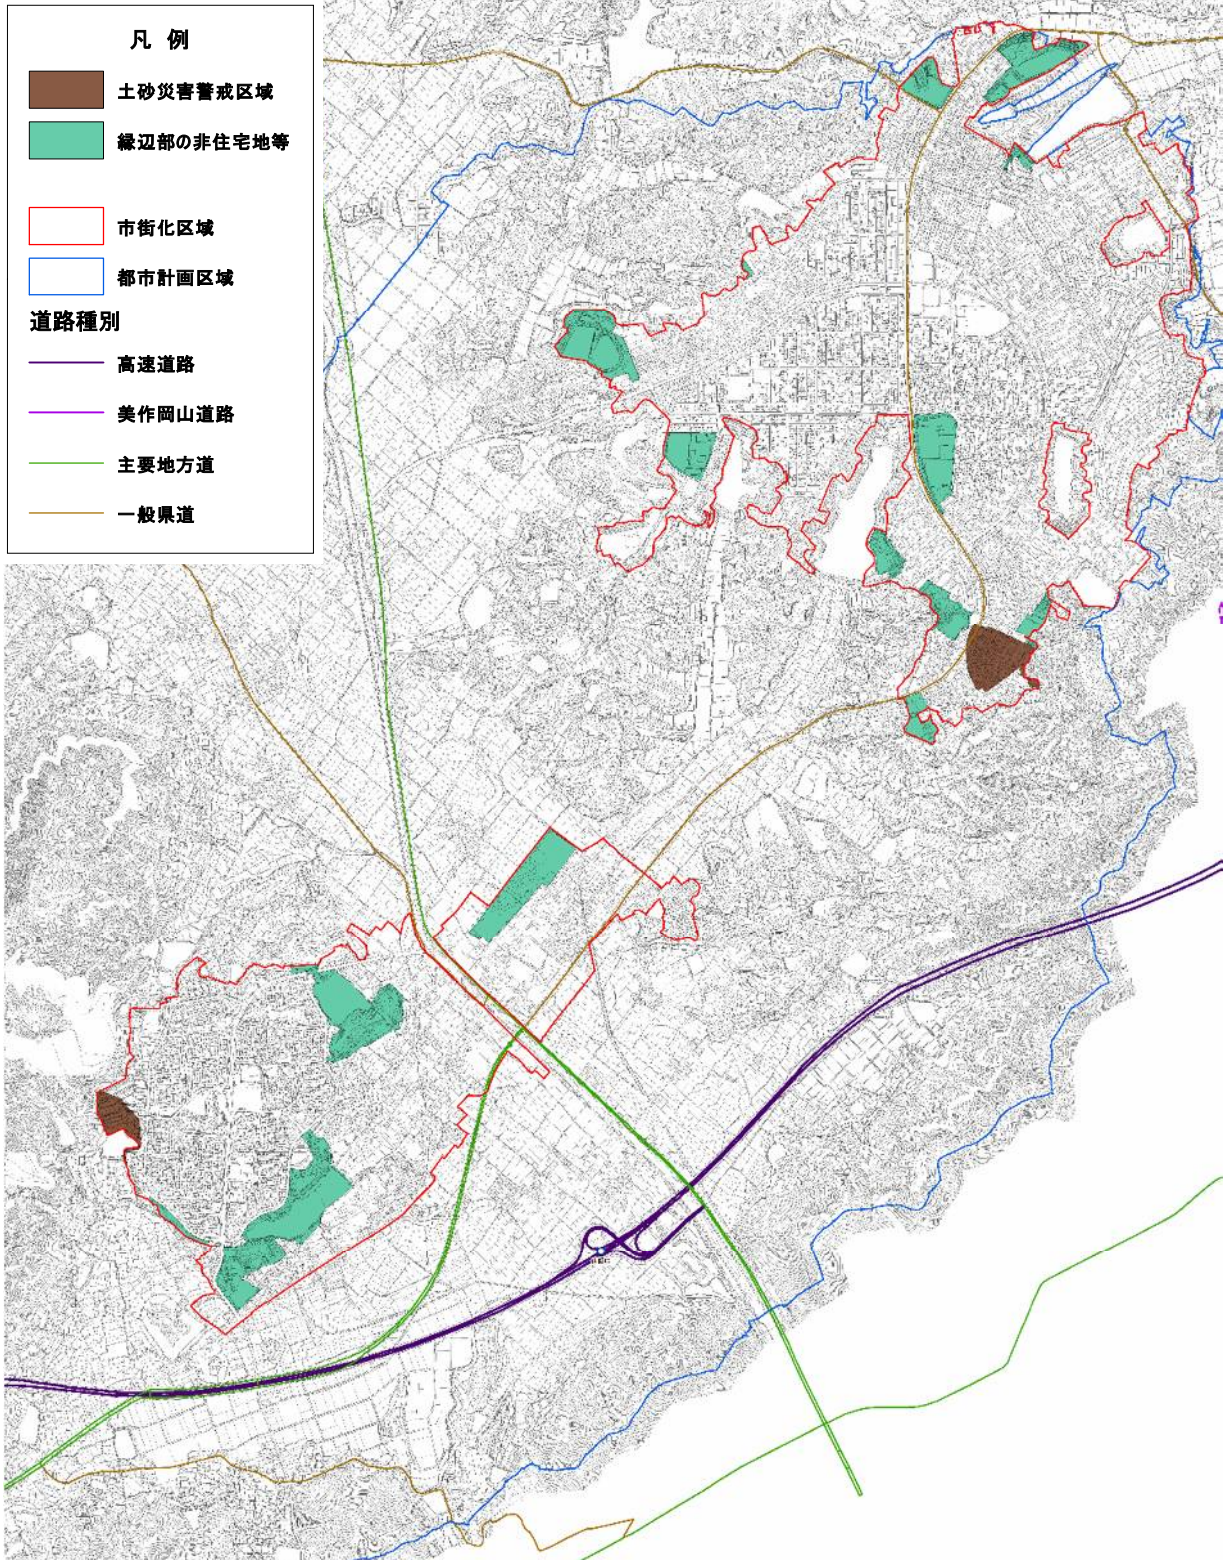 凡 例
土砂災害警戒区域
縁辺部の非住宅地等
市街化区域
都市計画区域
道路種別
高速道路
美作岡山道路
主要地方道
一般県道